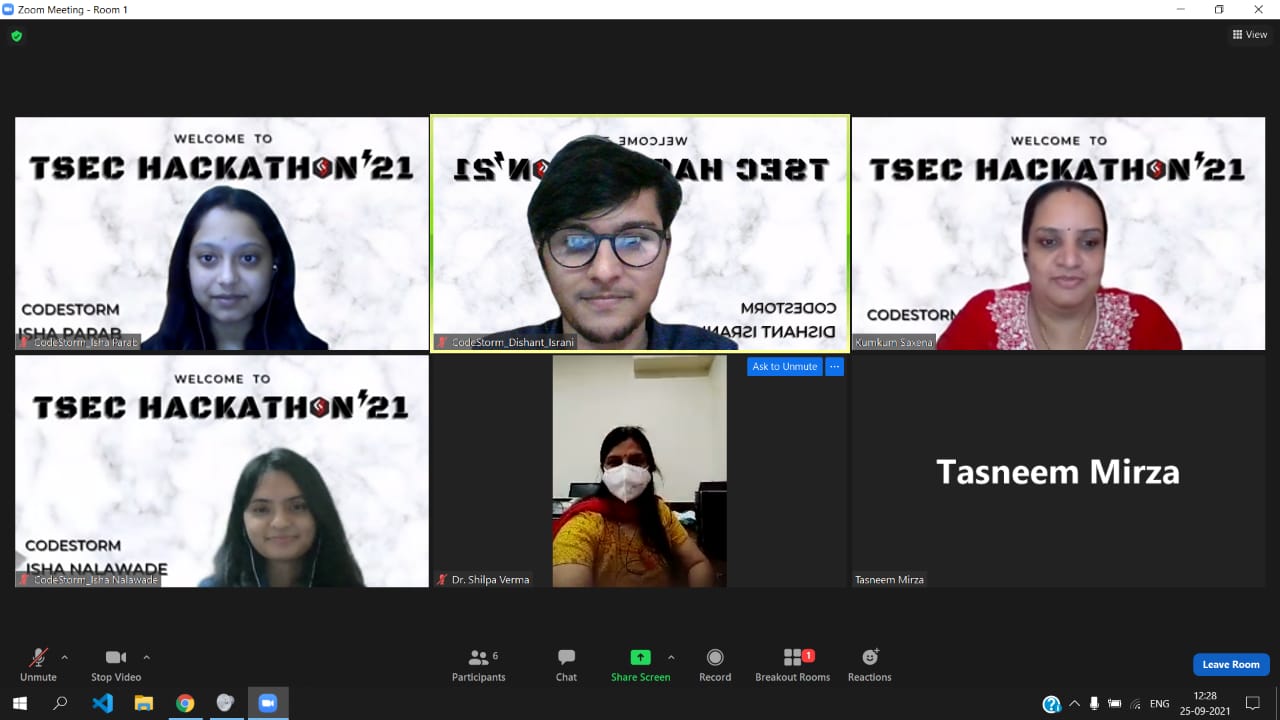 Zoom Meeting - Room 1
View
WELCOME TO
TSEC HACKATHON'21
CODESTORM
ISHA PARAB
CodeStorm_Isha Parab
WELCOME
TSEC HA N'21
CODESTORM
DISHANT ISRANI
CodeStorm_Dishant_Israni
WELCOME TO
TSEC HACKATHON'21
CODESTORM
Kumkum Saxena
WELCOME TO
TSEC HACKATHON'21
CODESTORM
ISHA NALAWADE
CodeStorm_Isha Nalawade
Ask to Unmute ...
Dr. Shilpa Verma
Tasneem Mirza
Tasneem Mirza
Unmute
Stop Video
6
Participants
Chat
Share Screen
Record
1
Breakout Rooms
Reactions
Leave Room
ENG
12:28
25-09-2021